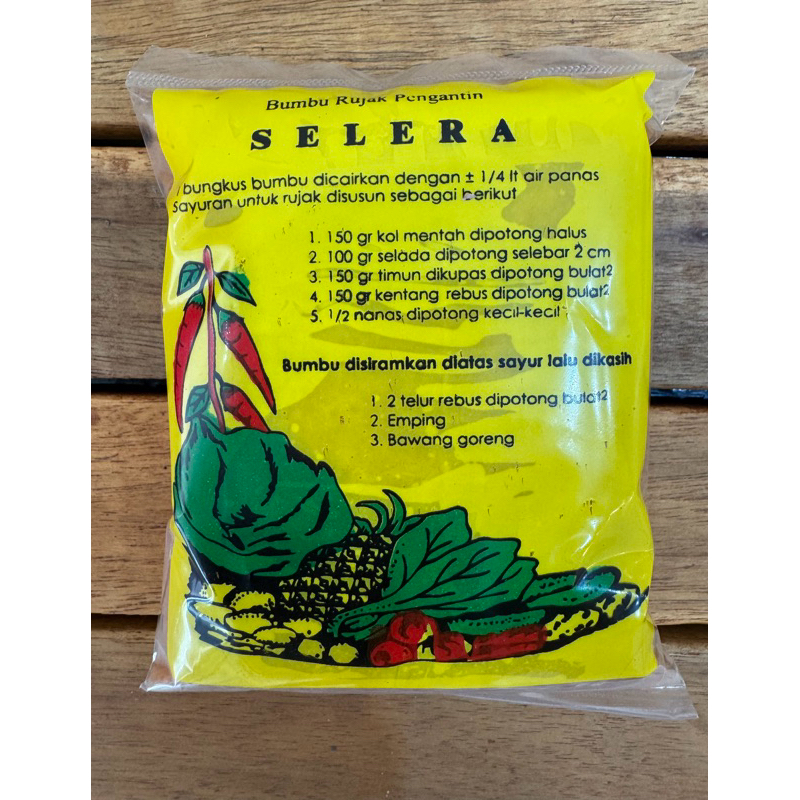 Bumbu Rujak Pengantin
SELERA
bungkus bumbu dicairkan dengan ± 1/4 lt air panas
Sayuran untuk rujak disusun sebagai berikut
1. 150 gr kol mentah dipotong halus
2. 100 gr selada dipotong selebar 2 cm
3. 150 gr timun dikupas dipotong bulat2
4. 150 gr kentang rebus dipotong bulat2
5. 1/2 nanas dipotong kecil-kecil
Bumbu disiramkan diatas sayur lalu dikasih
1. 2 telur rebus dipotong bulat2
2. Emping
3. Bawang goreng